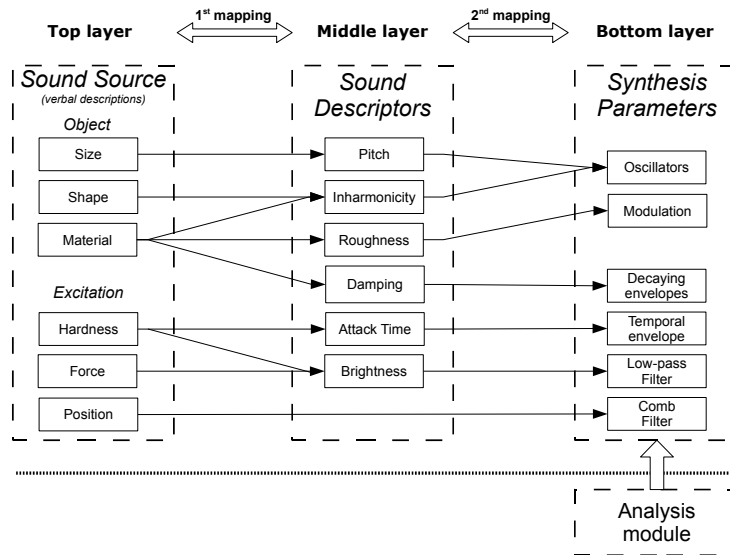 Top layer
1st mapping
Middle layer
2nd mapping
Bottom layer
Sound Source
(verbal descriptions)
Object
Size
Shape
Material
Excitation
Hardness
Force
Position
Sound
Descriptors
Pitch
Inharmonicity
Roughness
Damping
Attack Time
Brightness
Synthesis
Parameters
Oscillators
Modulation
Decaying
envelopes
Temporal
envelope
Low-pass
Filter
Comb
Filter
Analysis
module